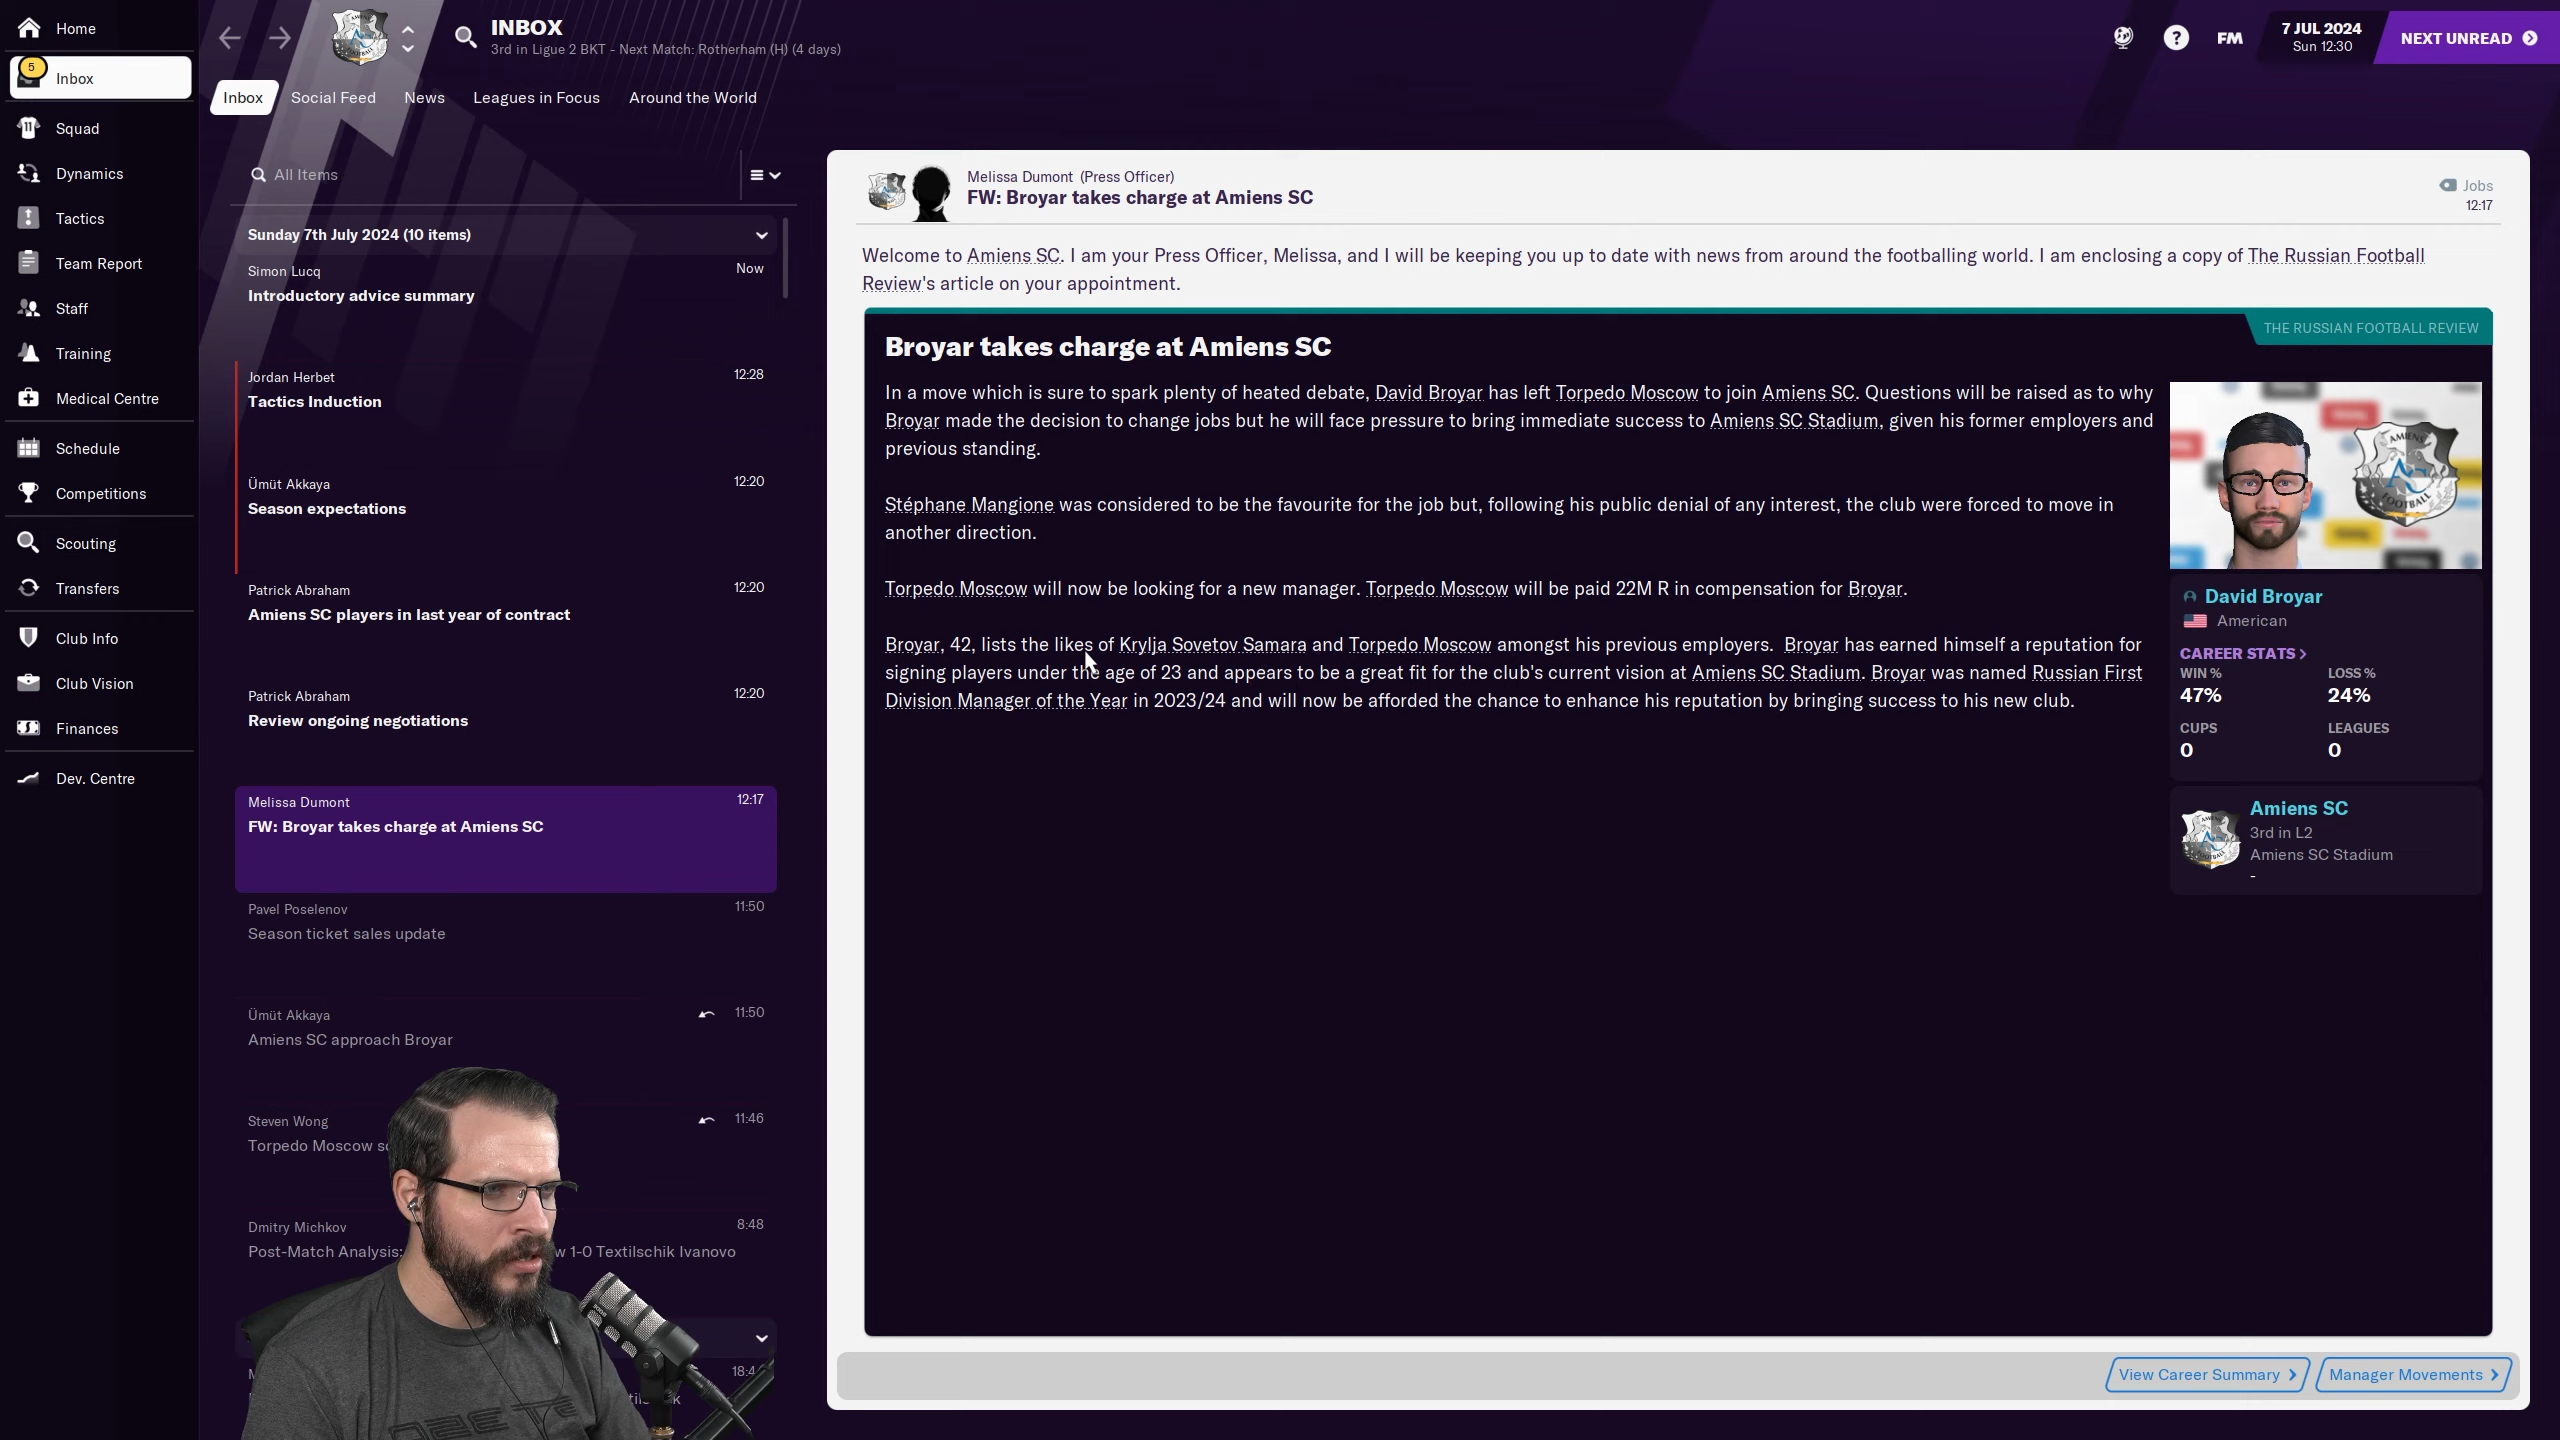 Home
5
Inbox
Squad
Dynamics
Tactics
Team Report
Staff
Training
Medical Centre
Schedule
Competitions
Scouting
Transfers
Club Info
Club Vision
Finances
Dev. Centre
INBOX
3rd in Ligue 2 BKT - Next Match: Rotherham (H) (4 days)
FM
7 JUL 2024
Sun 12:30
NEXT UNREAD
Inbox Social Feed News Leagues in Focus Around the World
All Items
Sunday 7th July 2024 (10 items)
Simon Lucq Now
Introductory advice summary
Jordan Herbet 12:28
Tactics Induction
Ümüt Akkaya 12:20
Season expectations
Patrick Abraham 12:20
Amiens SC players in last year of contract
Patrick Abraham 12:20
Review ongoing negotiations
Melissa Dumont 12:17
FW: Broyar takes charge at Amiens SC
Pavel Poselenov 11:50
Season ticket sales update
Ümüt Akkaya 11:50
Amiens SC approach Broyar
Steven Wong 11:46
Torpedo Moscow
Dmitry Michkov 8:48
Post-Match Analysis: 1-0 Textilschik Ivanovo
Melissa Dumont (Press Officer)
FW: Broyar takes charge at Amiens SC
Jobs
12:17
Welcome to Amiens SC. I am your Press Officer, Melissa, and I will be keeping you up to date with news from around the footballing world. I am enclosing a copy of The Russian Football
Review's article on your appointment.
THE RUSSIAN FOOTBALL REVIEW
Broyar takes charge at Amiens SC
In a move which is sure to spark plenty of heated debate, David Broyar has left Torpedo Moscow to join Amiens SC. Questions will be raised as to why
Broyar made the decision to change jobs but he will face pressure to bring immediate success to Amiens SC Stadium, given his former employers and
previous standing.
Stéphane Mangione was considered to be the favourite for the job but, following his public denial of any interest, the club were forced to move in
another direction.
Torpedo Moscow will now be looking for a new manager. Torpedo Moscow will be paid 22M R in compensation for Broyar.
Broyar, 42, lists the likes of Krylja Sovetov Samara and Torpedo Moscow amongst his previous employers. Broyar has earned himself a reputation for
signing players under the age of 23 and appears to be a great fit for the club's current vision at Amiens SC Stadium. Broyar was named Russian First
Division Manager of the Year in 2023/24 and will now be afforded the chance to enhance his reputation by bringing success to his new club.
David Broyar
American
CAREER STATS
WIN % LOSS %
47% 24%
CUPS LEAGUES
0 0
Amiens SC
3rd in L2
Amiens SC Stadium
-
View Career Summary
Manager Movements